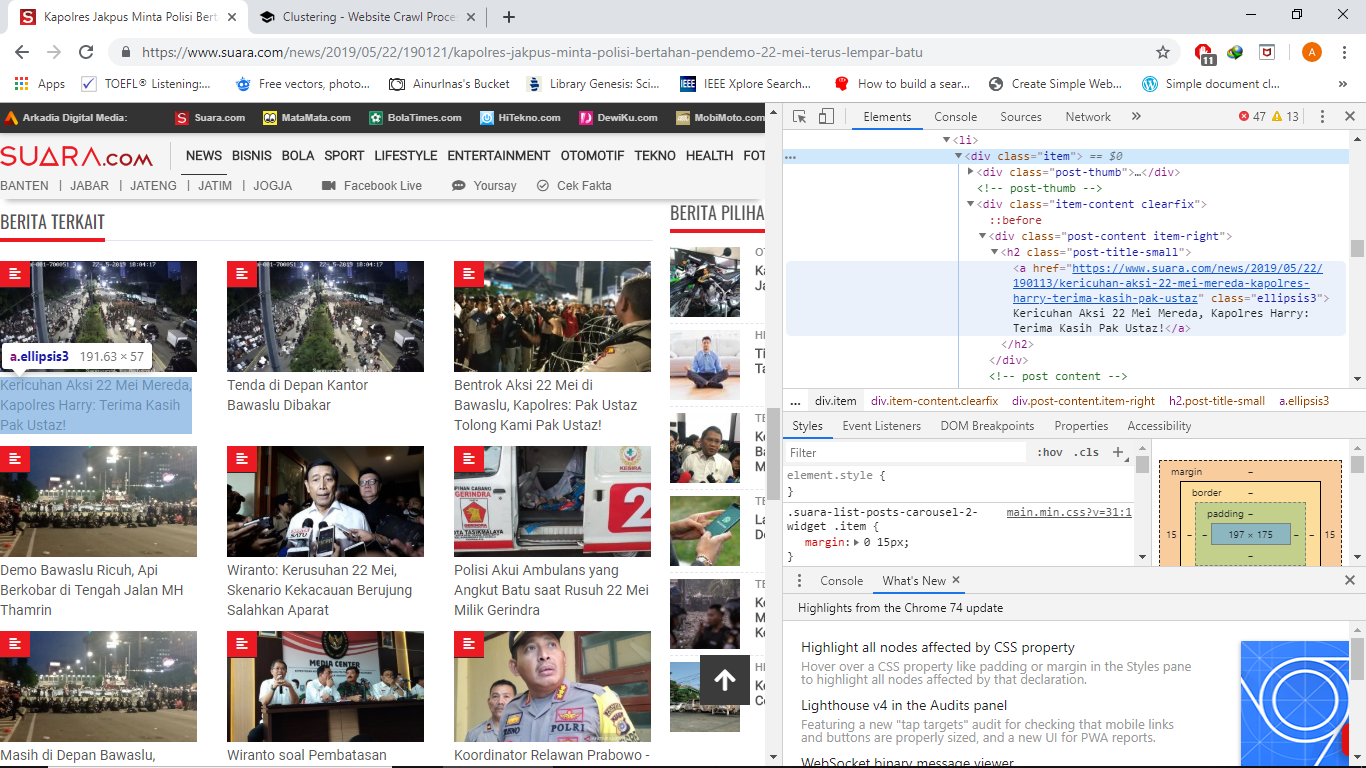 Kapolres Jakpus Minta Polisi Bert
Clustering - Website Crawl Proce
https://www.suara.com/news/2019/05/22/190121/kapolres-jakpus-minta-polisi-bertahan-pendemo-22-mei-terus-lempar-batu
11
A
Apps
TOEFL® Listening:...
Free vectors, photo...
AinurInas's Bucket
Library Genesis: Sci...
IEEE Xplore Search...
How to build a sear...
Create Simple Web...
Simple document cl...
»
Arkadia Digital Media:
Suara.com
MataMata.com
BolaTimes.com
HiTekno.com
DewiKu.com
MobiMoto.com
SUARA.COM
NEWS BISNIS BOLA SPORT LIFESTYLE ENTERTAINMENT OTOMOTIF TEKNO HEALTH FOT
BANTEN | JABAR | JATENG | JATIM | JOGJA
Facebook Live
Yoursay
Cek Fakta
BERITA TERKAIT
BERITA PILIHA
a.ellipsis3 191.63 × 57
Kericuhan Aksi 22 Mei Mereda,
Kapolres Harry: Terima Kasih
Pak Ustaz!
Tenda di Depan Kantor
Bawaslu Dibakar
Bentrok Aksi 22 Mei di
Bawaslu, Kapolres: Pak Ustaz
Tolong Kami Pak Ustaz!
Demo Bawaslu Ricuh, Api
Berkobar di Tengah Jalan MH
Thamrin
Wiranto: Kerusuhan 22 Mei,
Skenario Kekacauan Berujung
Salahkan Aparat
GERINDRA
2
Polisi Akui Ambulans yang
Angkut Batu saat Rusuh 22 Mei
Milik Gerindra
Masih di Depan Bawaslu,
MEDIA CENTER
Wiranto soal Pembatasan
POLRI
Koordinator Relawan Prabowo -
Elements
Console
Sources
Network
»
47
13
<li>
<div class="item"> == $0
<div class="post-thumb">…</div>
<!-- post-thumb -->
<div class="item-content clearfix">
::before
<div class="post-content item-right">
<h2 class="post-title-small">
<a href="https://www.suara.com/news/2019/05/22/
190113/kericuhan-aksi-22-mei-mereda-kapolres-
harry-terima-kasih-pak-ustaz" class="ellipsis3">
Kericuhan Aksi 22 Mei Mereda, Kapolres Harry:
Terima Kasih Pak Ustaz!</a>
</h2>
</div>
<!-- post content -->
... div.item div.item-content.clearfix div.post-content.item-right h2.post-title-small a.ellipsis3
Styles
Event Listeners
DOM Breakpoints
Properties
Accessibility
Filter
:hov .cls +
element.style {
}
.suara-list-posts-carousel-2-
widget .item {
main.min.css?v=31:1
margin: 0 15px;
}
margin –
border –
padding –
15 – – 197 × 175 – – 15
–
Console
What's New
Highlights from the Chrome 74 update
Highlight all nodes affected by CSS property
Hover over a CSS property like padding or margin in the Styles pane
to highlight all nodes affected by that declaration.
Lighthouse v4 in the Audits panel
Featuring a new "tap targets" audit for checking that mobile links
and buttons are properly sized, and a new UI for PWA reports.
WebSocket binary message viewer